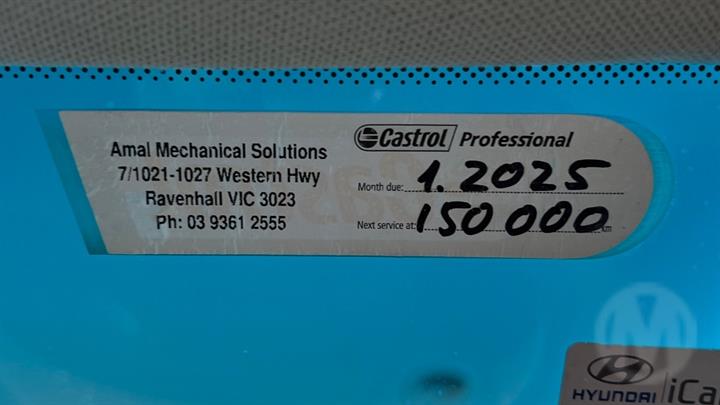 Amal Mechanical Solutions
7/1021-1027 Western Hwy
Ravenhall VIC 3023
Ph: 03 9361 2555
Castrol Professional
Month due: 1.2025
Next service at: 150 000 km
M
HYUNDAI iCa